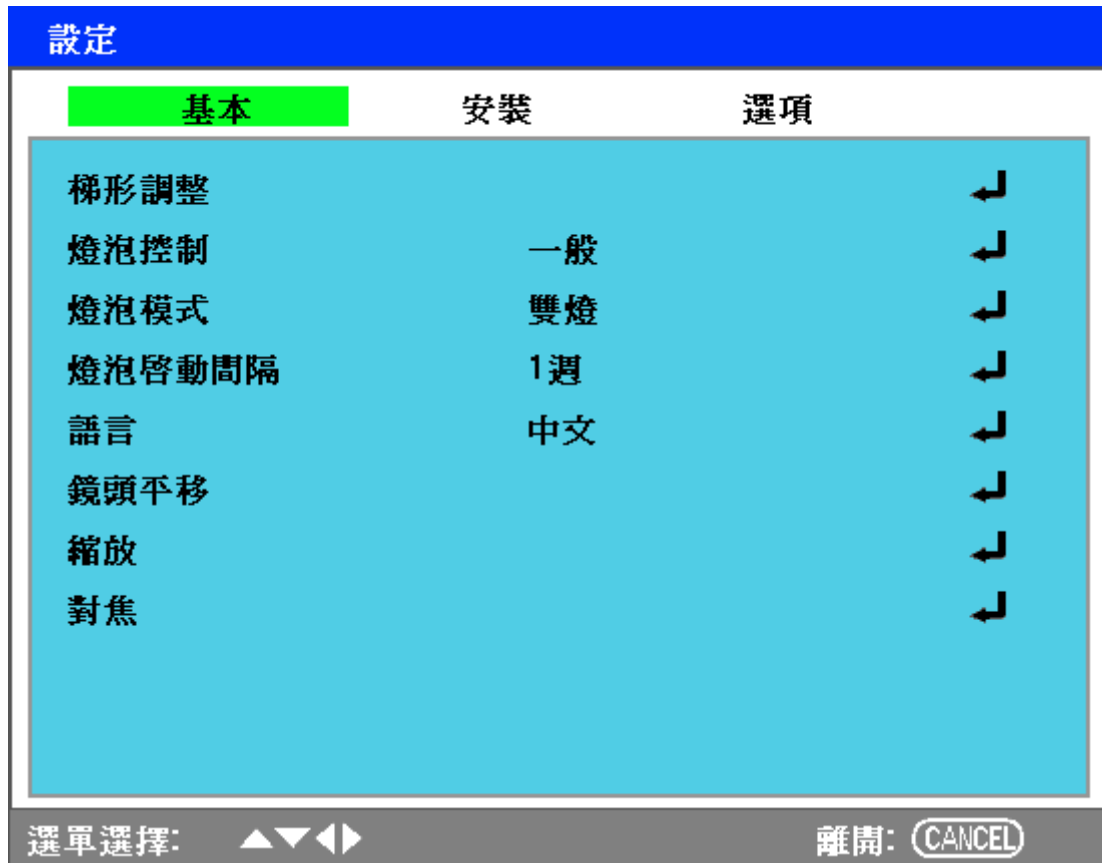 設定
基本 安裝 選項
梯形調整
燈泡控制 一般
燈泡模式 雙燈
燈泡啓動間隔 1週
語言 中文
鏡頭平移
縮放
對焦
選單選擇: 離開: CANCEL